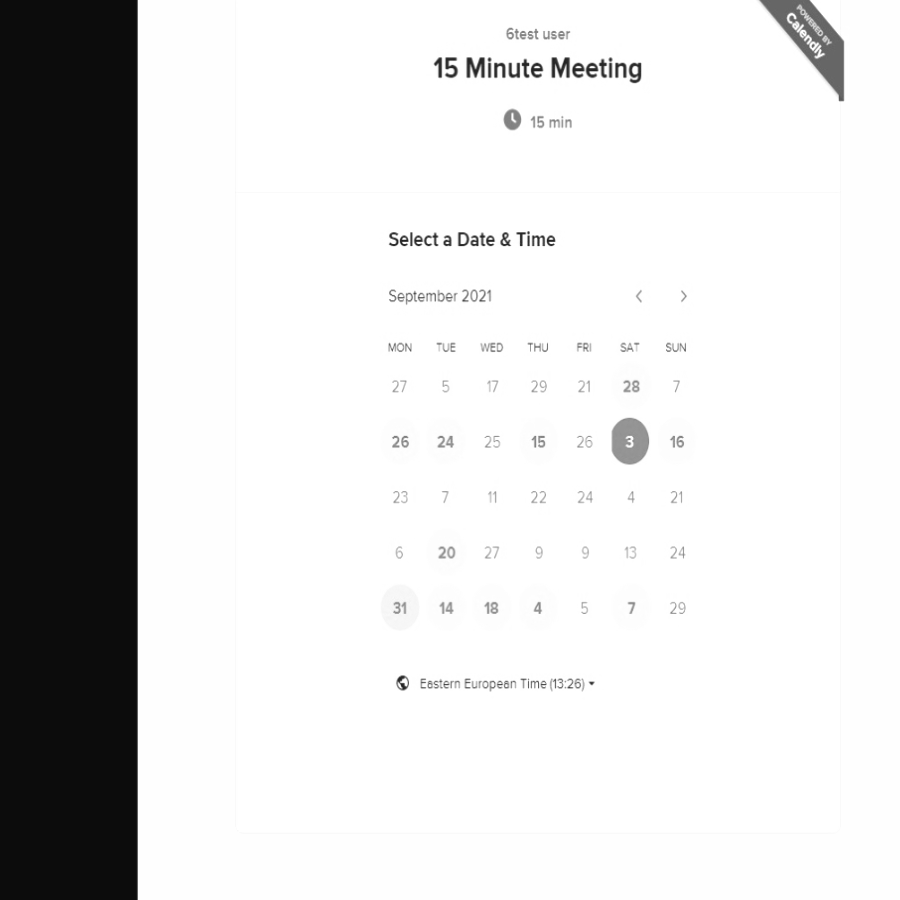 POWERED BY
Calendly
6test user
15 Minute Meeting
15 min
Select a Date & Time
September 2021
MON TUE WED THU FRI SAT SUN
27 5 17 29 21 28 7
26 24 25 15 26 3 16
23 7 11 22 24 4 21
6 20 27 9 9 13 24
31 14 18 4 5 7 29
Eastern European Time (13:26)